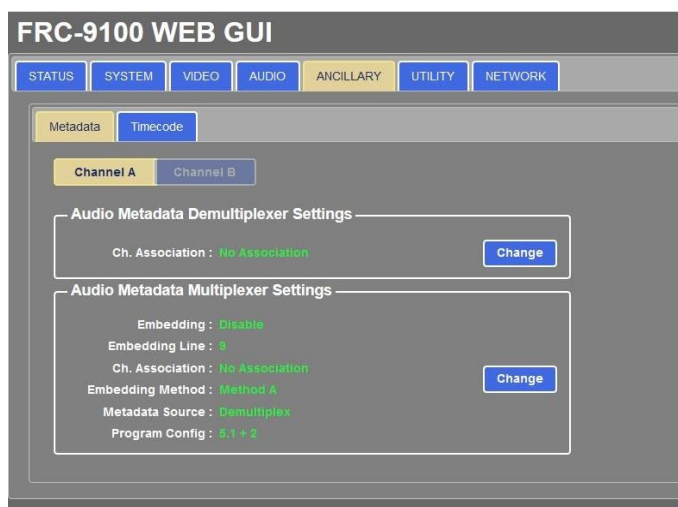 FRC-9100 WEB GUI
STATUS SYSTEM VIDEO AUDIO ANCILLARY UTILITY NETWORK
Metadata Timecode
Channel A Channel B
Audio Metadata Demultiplexer Settings
Ch. Association : No Association Change
Audio Metadata Multiplexer Settings
Embedding : Disable
Embedding Line : 9
Ch. Association : No Association
Embedding Method : Method A Change
Metadata Source : Demultiplex
Program Config : 5.1 + 2